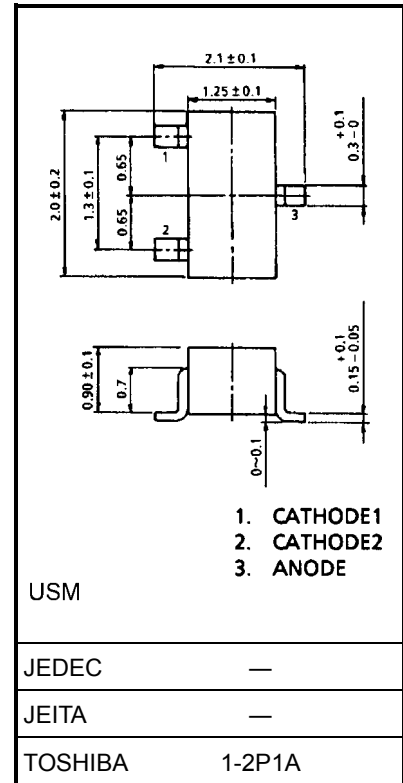 2.1±0.1
1.25±0.1
+0.1
0.3-0
2.0±0.2
1.3±0.1
0.65
0.65
1
2
3
0.90±0.1
0.7
0~0.1
+0.1
0.15-0.05
1. CATHODE1
2. CATHODE2
3. ANODE
USM
JEDEC —
JEITA —
TOSHIBA 1-2P1A